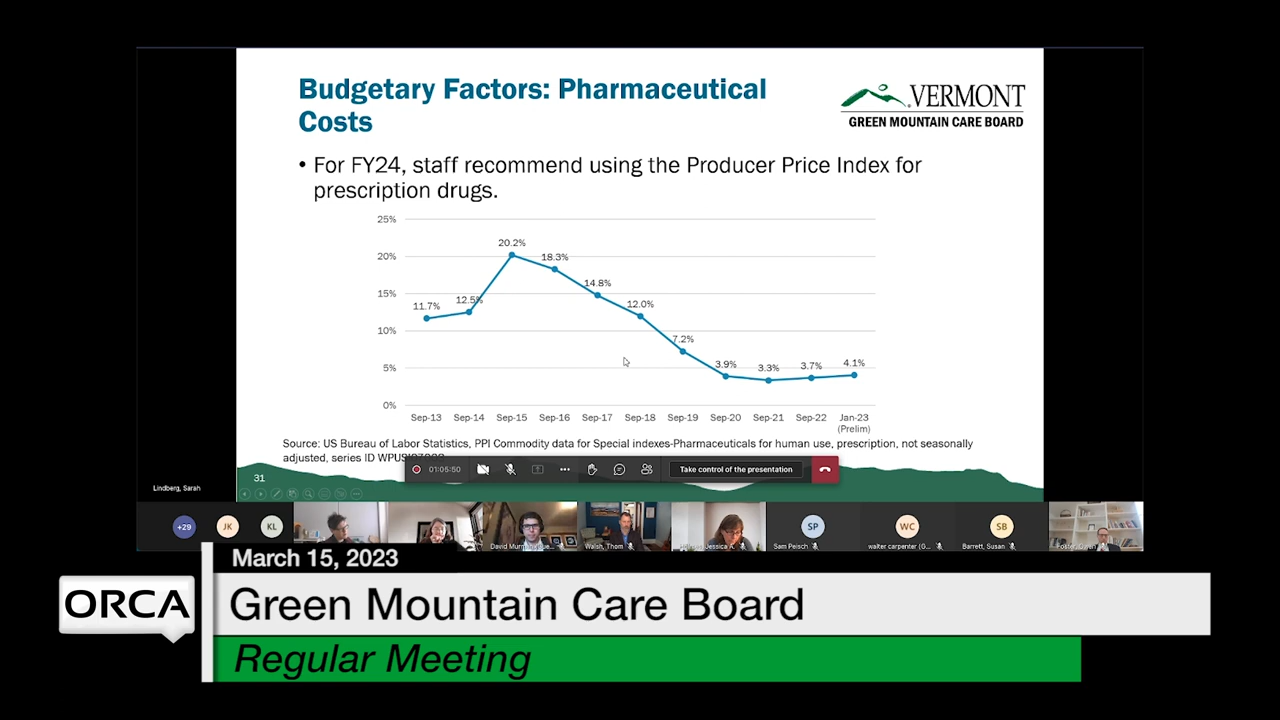 Budgetary Factors: Pharmaceutical
Costs
VERMONT
GREEN MOUNTAIN CARE BOARD
• For FY24, staff recommend using the Producer Price Index for
prescription drugs.
25%
20%
15%
10%
5%
0%
11.7%
12.5%
20.2%
18.3%
14.8%
12.0%
7.2%
3.9%
3.3%
3.7%
4.1%
Sep-13 Sep-14 Sep-15 Sep-16 Sep-17 Sep-18 Sep-19 Sep-20 Sep-21 Sep-22 Jan-23
(Prelim)
Source: US Bureau of Labor Statistics, PPI Commodity data for Special indexes-Pharmaceuticals for human use, prescription, not seasonally
adjusted, series ID
01:05:50
Take control of the presentation
31
Lindberg, Sarah
+29 JK KL SP WC SB
David
Walsh, Thom
Jessica A.
Sam Peisch
walter carpenter (G...
Barrett, Susan
March 15, 2023
ORCA
Green Mountain Care Board
Regular Meeting